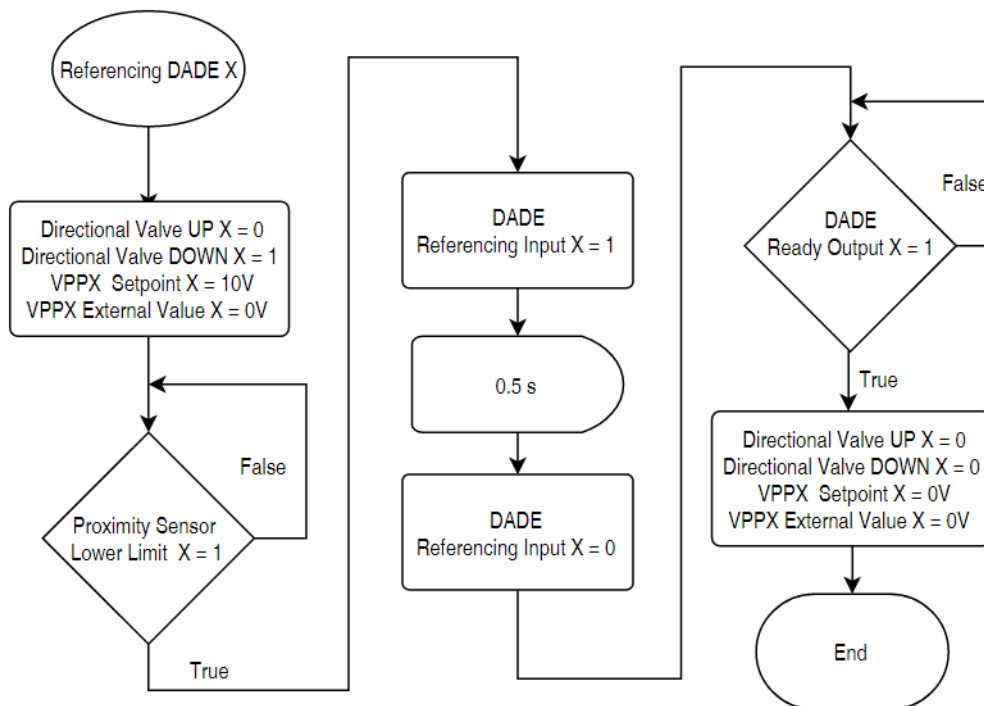 Referencing DADE X
Directional Valve UP X = 0
Directional Valve DOWN X = 1
VPPX Setpoint X = 10V
VPPX External Value X = 0V
False
Proximity Sensor
Lower Limit X = 1
True
DADE
Referencing Input X = 1
0.5 s
DADE
Referencing Input X = 0
False
DADE
Ready Output X = 1
True
Directional Valve UP X = 0
Directional Valve DOWN X = 0
VPPX Setpoint X = 0V
VPPX External Value X = 0V
End